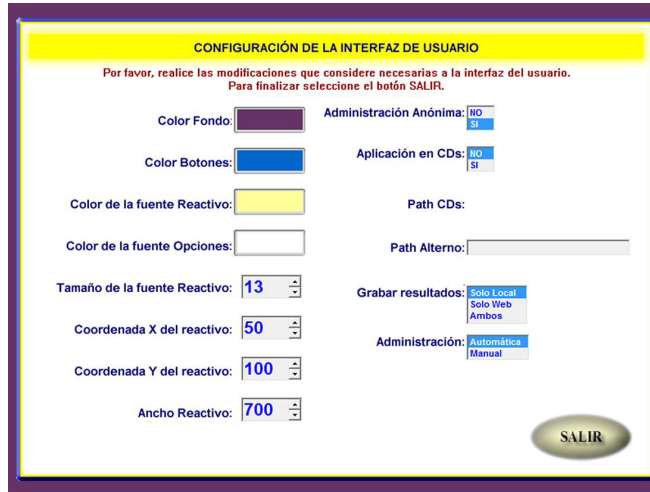 CONFIGURACIÓN DE LA INTERFAZ DE USUARIO
Por favor, realice las modificaciones que considere necesarias a la interfaz del usuario.
Para finalizar seleccione el botón SALIR.
Color Fondo:
Color Botones:
Color de la fuente Reactivo:
Color de la fuente Opciones:
Tamaño de la fuente Reactivo: 13
Coordenada X del reactivo: 50
Coordenada Y del reactivo: 100
Ancho Reactivo: 700
Administración Anónima: NO
SI
Aplicación en CDs: NO
SI
Path CDs:
Path Alterno:
Grabar resultados: Solo Local
Solo Web
Ambos
Administración: Automática
Manual
SALIR